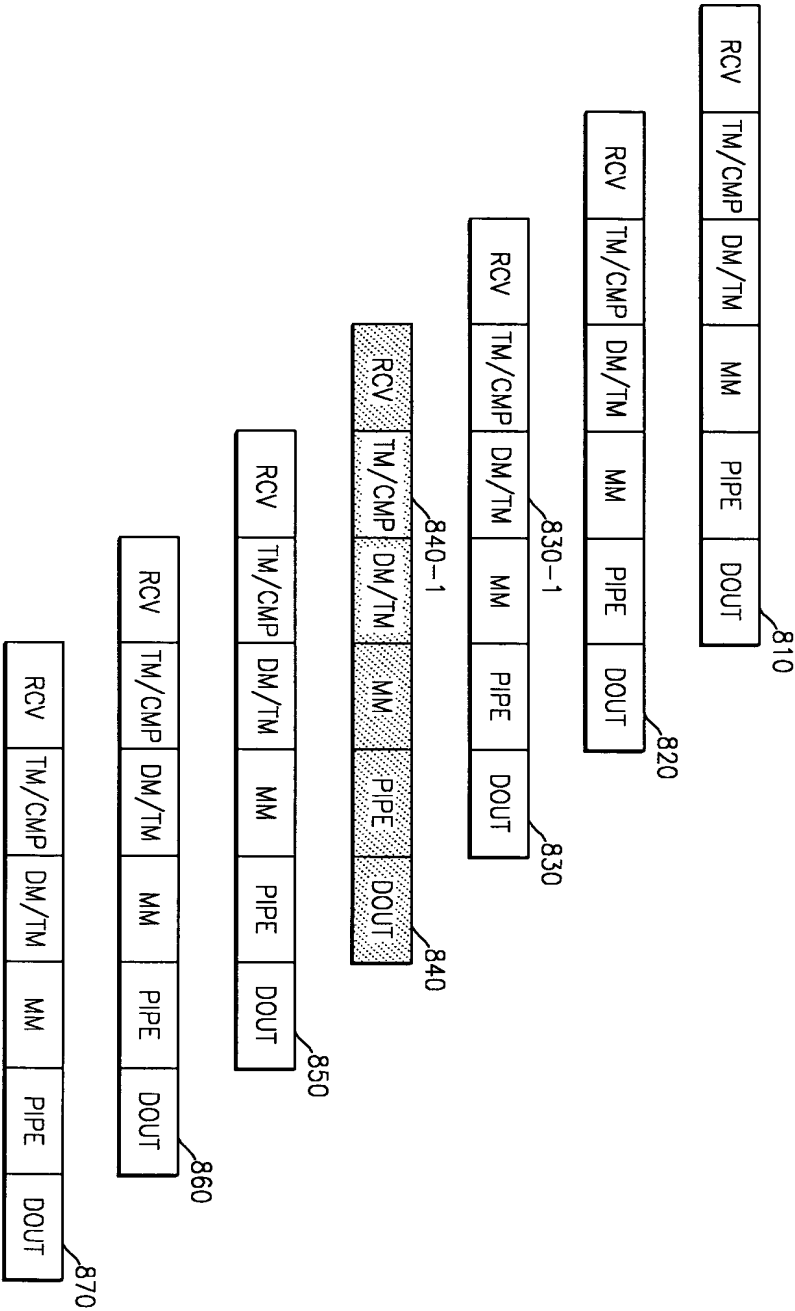 RCV TM/CMP DM/TM MM PIPE DOUT 810
RCV TM/CMP DM/TM MM PIPE DOUT 820
RCV TM/CMP DM/TM MM PIPE DOUT 830
830-1
RCV TM/CMP DM/TM MM PIPE DOUT 840
840-1
RCV TM/CMP DM/TM MM PIPE DOUT 850
RCV TM/CMP DM/TM MM PIPE DOUT 860
RCV TM/CMP DM/TM MM PIPE DOUT 870